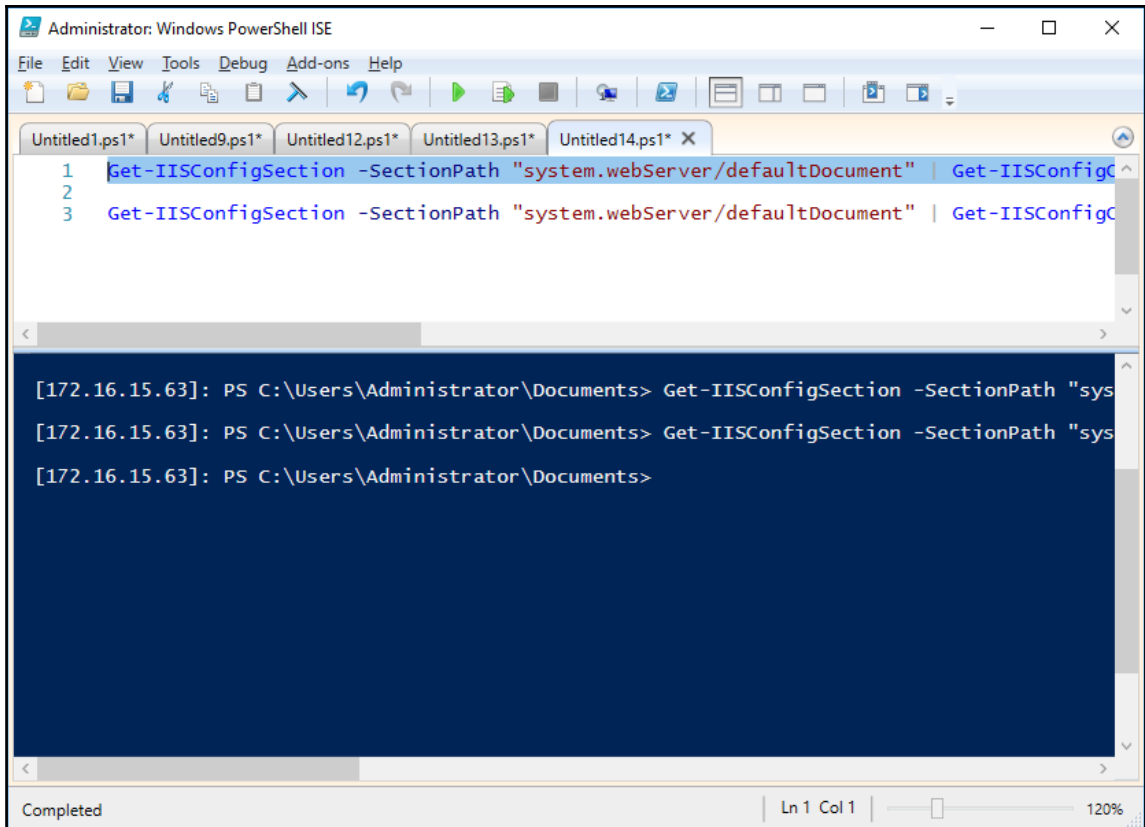 Administrator: Windows PowerShell ISE
File Edit View Tools Debug Add-ons Help
Untitled1.ps1* Untitled9.ps1* Untitled12.ps1* Untitled13.ps1* Untitled14.ps1* X
1 Get-IISConfigSection -SectionPath "system.webServer/defaultDocument" | Get-IISConfigC
2
3 Get-IISConfigSection -SectionPath "system.webServer/defaultDocument" | Get-IISConfigC
[172.16.15.63]: PS C:\Users\Administrator\Documents> Get-IISConfigSection -SectionPath "sys
[172.16.15.63]: PS C:\Users\Administrator\Documents> Get-IISConfigSection -SectionPath "sys
[172.16.15.63]: PS C:\Users\Administrator\Documents>
Completed Ln 1 Col 1 120%